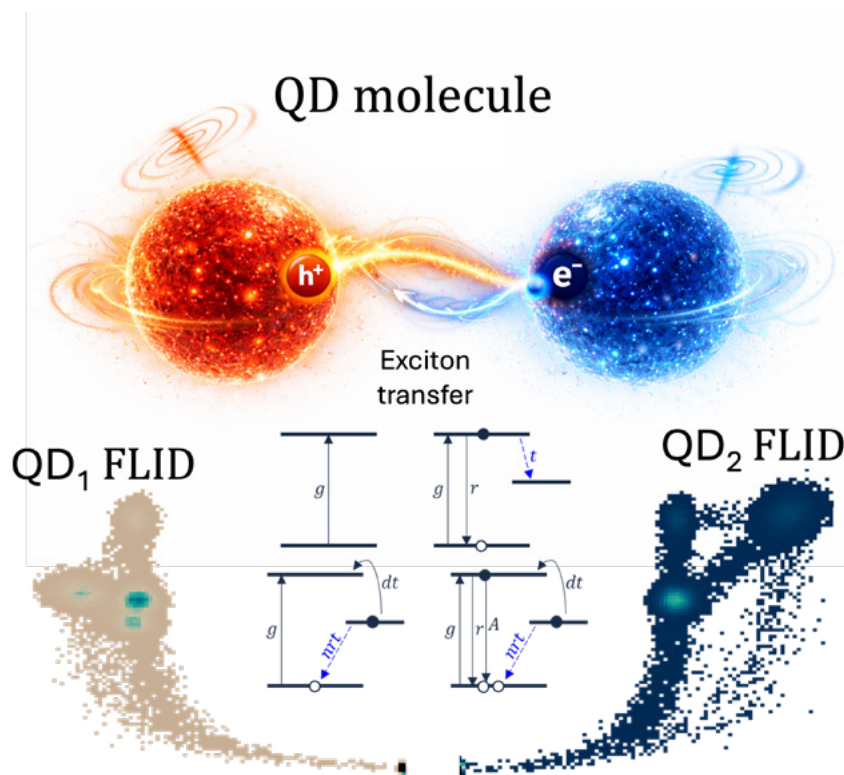 QD molecule
h⁺
e⁻
Exciton
transfer
QD₁ FLID
QD₂ FLID
g
g r t
g dt nrt
g r A dt nrt